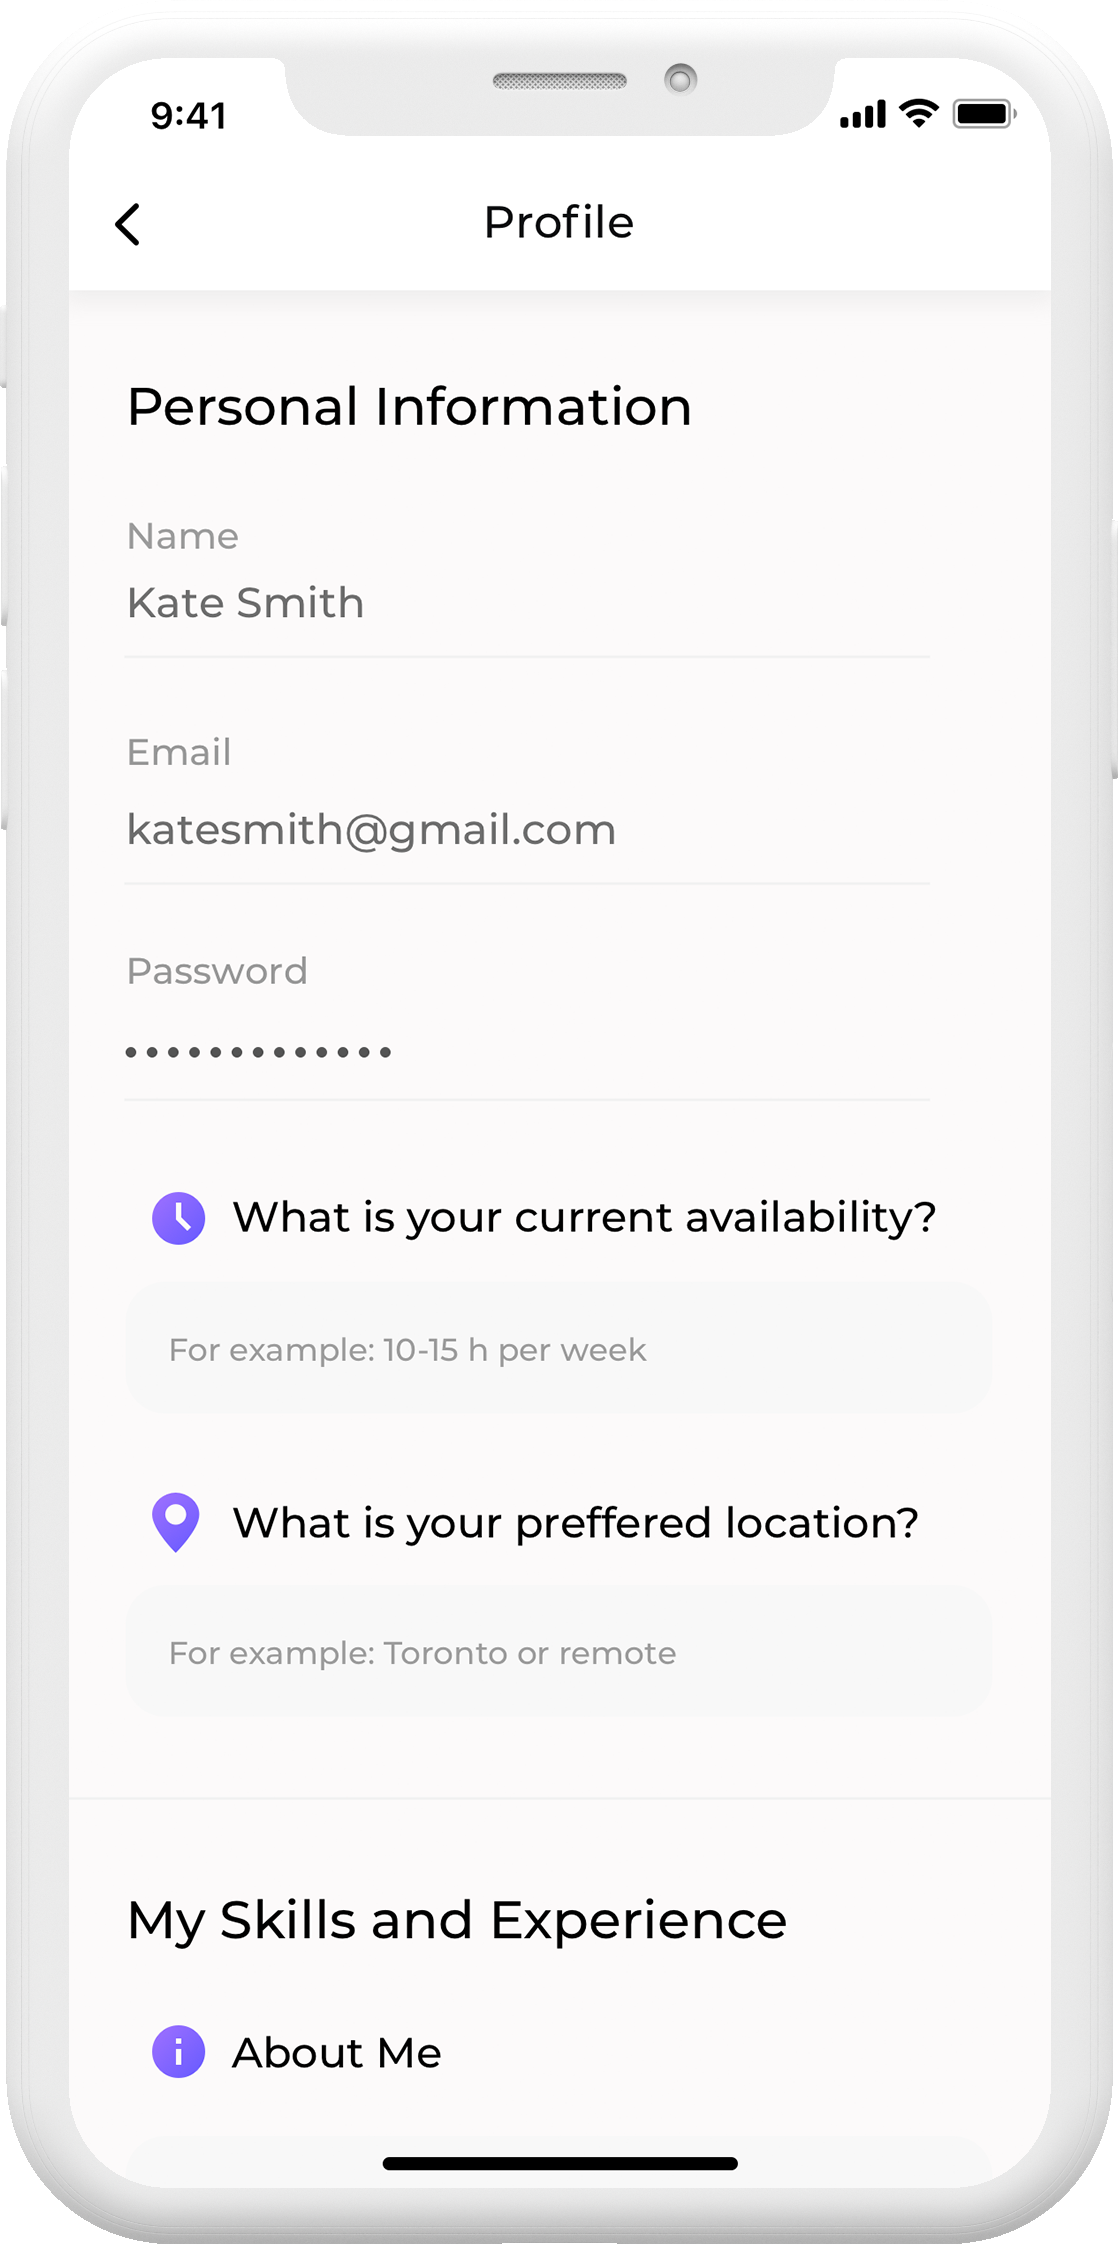 9:41
Profile
Personal Information
Name
Kate Smith
Email
katesmith@gmail.com
Password
•••••••••••••
What is your current availability?
For example: 10-15 h per week
What is your preffered location?
For example: Toronto or remote
My Skills and Experience
About Me